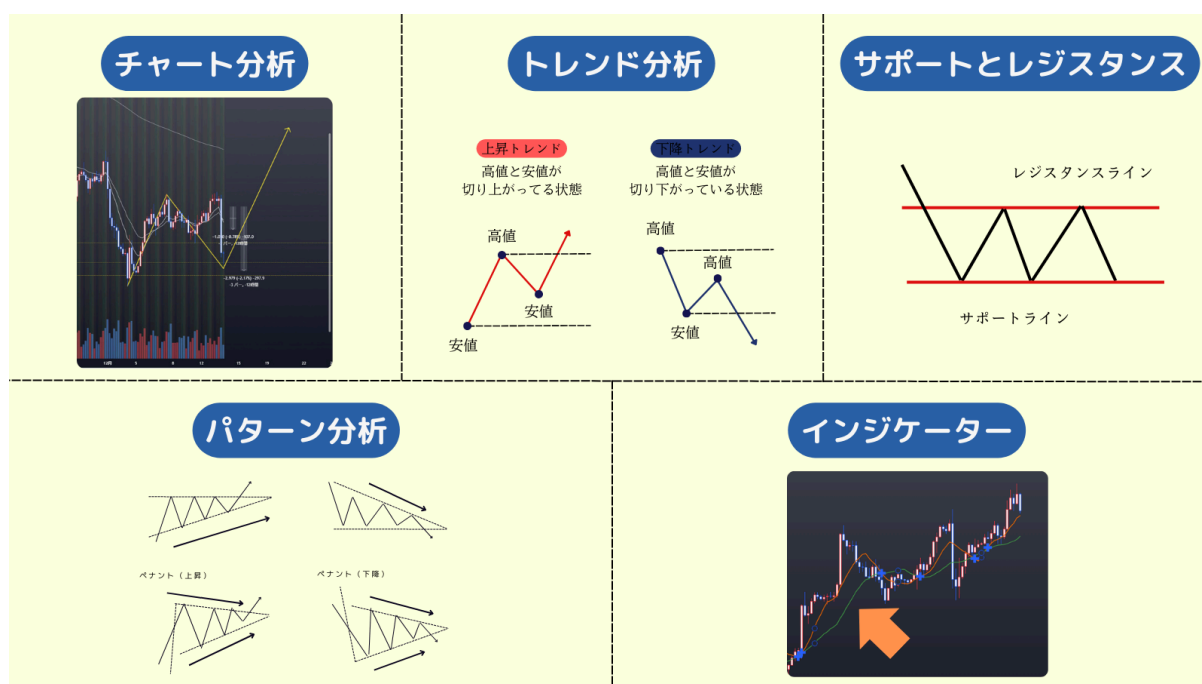 チャート分析
トレンド分析
サポートとレジスタンス
上昇トレンド
高値と安値が
切り上がってる状態
高値
安値
安値
下降トレンド
高値と安値が
切り下がっている状態
高値
高値
安値
レジスタンスライン
サポートライン
パターン分析
インジケーター
ペナント（上昇）
ペナント（下降）